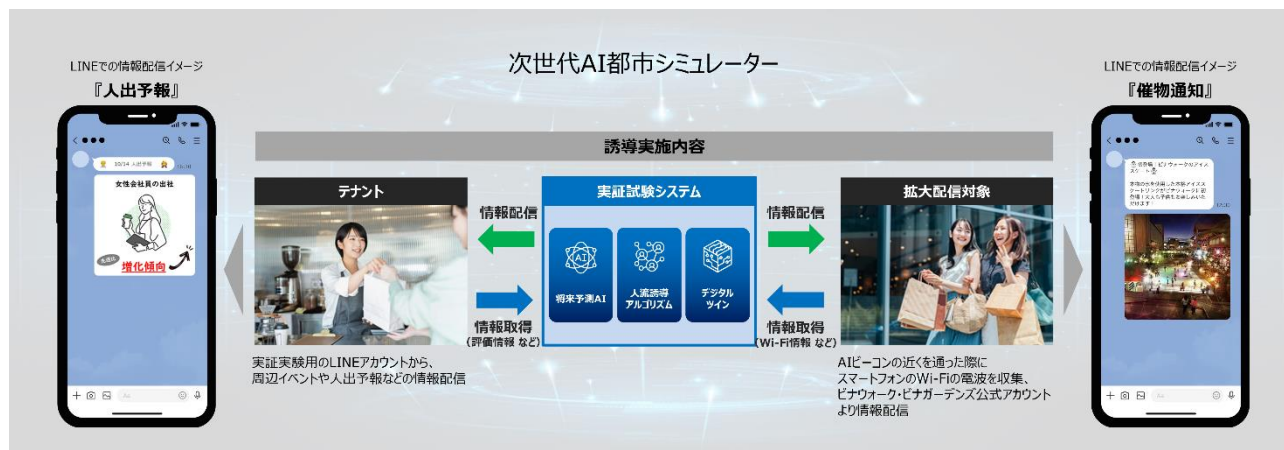 次世代AI都市シミュレーター
LINEでの情報配信イメージ
『人出予報』
10/14 人出予報
女性会社員の出社
増化傾向
誘導実施内容
テナント
情報配信
情報取得
(評価情報 など)
実証実験用のLINEアカウントから、
周辺イベントや人出予報などの情報配信
実証試験システム
AI
将来予測AI
人流誘導
アルゴリズム
デジタル
ツイン
情報配信
情報取得
(Wi-Fi情報 など)
拡大配信対象
AIビーコンの近くを通った際に
スマートフォンのWi-Fiの電波を収集、
ビナウォーク・ビナガーデンズ公式アカウント
より情報配信
LINEでの情報配信イメージ
『催物通知』
Aa
Aa